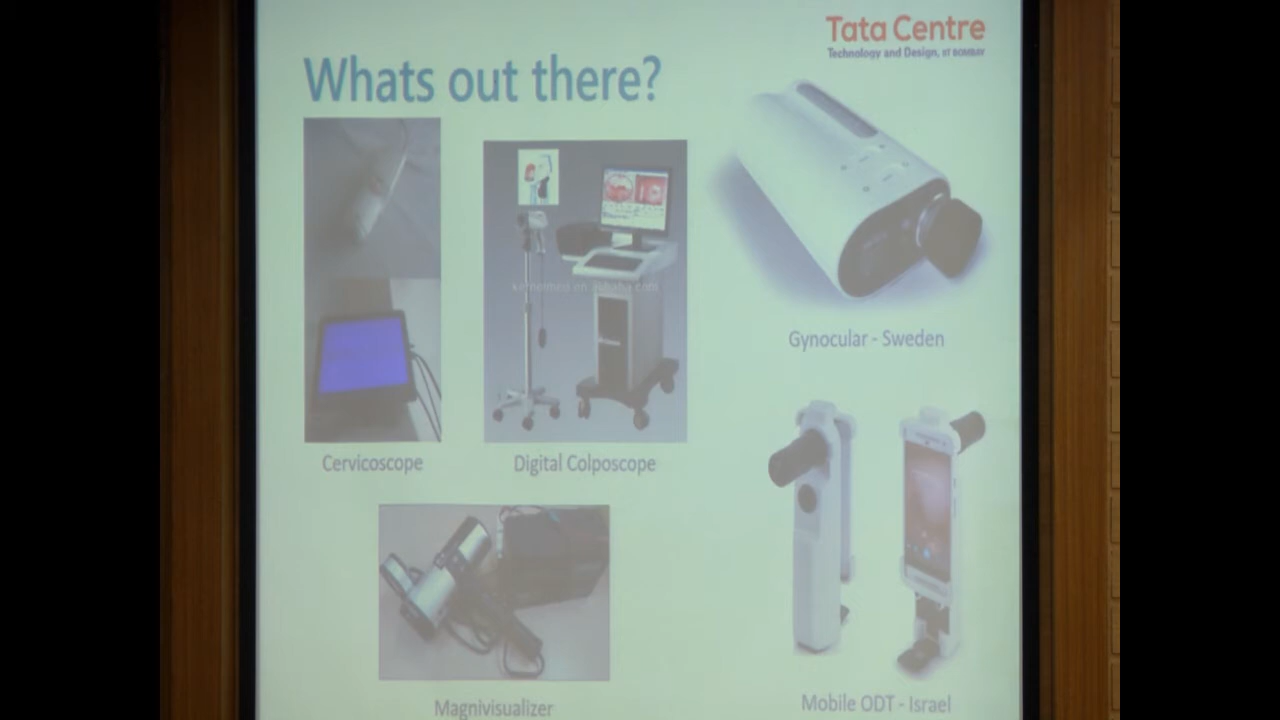 Tata Centre
Technology and Design, IIT BOMBAY
Whats out there?
Gynocular - Sweden
Cervicoscope
Digital Colposcope
Magnivisualizer
Mobile ODT - Israel